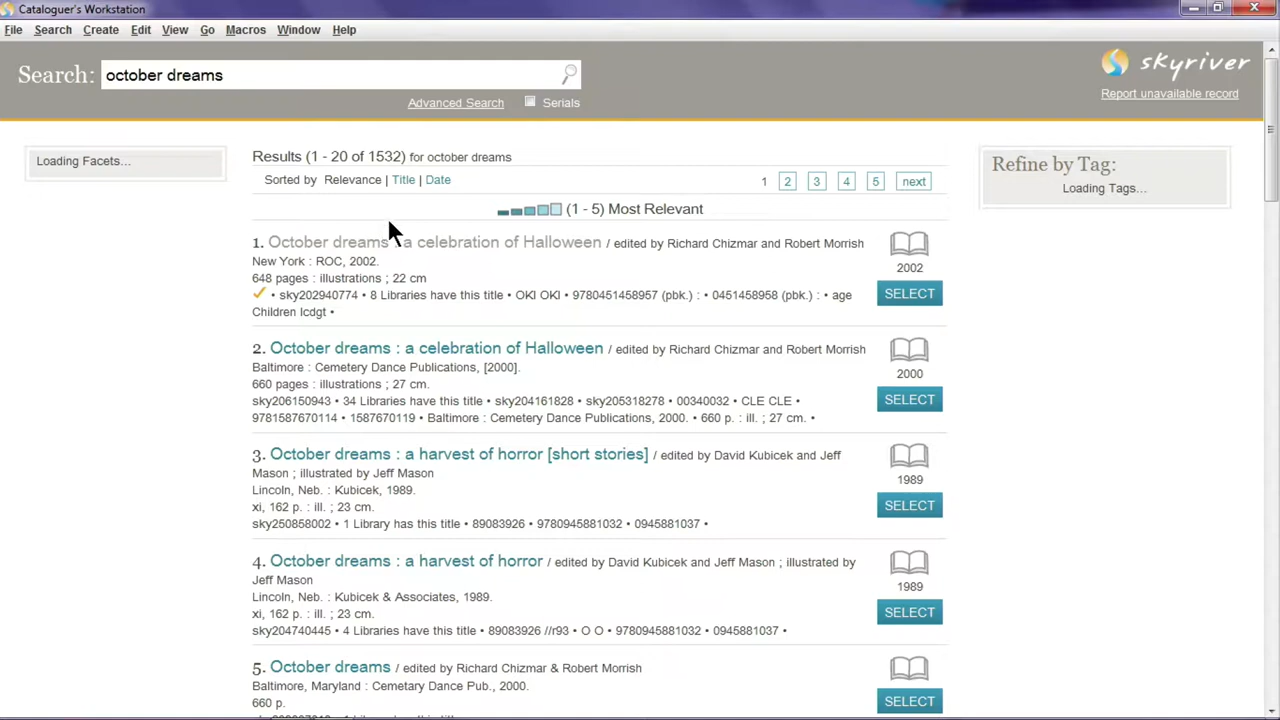 Cataloguer's Workstation
File Search Create Edit View Go Macros Window Help
Search: october dreams
skyriver
Advanced Search Serials
Report unavailable record
Loading Facets...
Results (1 - 20 of 1532) for october dreams
Sorted by Relevance | Title | Date
1 2 3 4 5 next
Refine by Tag:
Loading Tags...
(1 - 5) Most Relevant
1. October dreams : a celebration of Halloween / edited by Richard Chizmar and Robert Morrish
New York : ROC, 2002.
648 pages : illustrations ; 22 cm
• sky202940774 • 8 Libraries have this title • OKI OKI • 9780451458957 (pbk.) : • 0451458958 (pbk.) : • age
Children lcdgt •
2002
SELECT
2. October dreams : a celebration of Halloween / edited by Richard Chizmar and Robert Morrish
Baltimore : Cemetery Dance Publications, [2000].
660 pages : illustrations ; 27 cm.
sky206150943 • 34 Libraries have this title • sky204161828 • sky205318278 • 00340032 • CLE CLE •
9781587670114 • 1587670119 • Baltimore : Cemetery Dance Publications, 2000. • 660 p. : ill. ; 27 cm. •
2000
SELECT
3. October dreams : a harvest of horror [short stories] / edited by David Kubicek and Jeff
Mason ; illustrated by Jeff Mason
Lincoln, Neb. : Kubicek, 1989.
xi, 162 p. : ill. ; 23 cm.
sky250858002 • 1 Library has this title • 89083926 • 9780945881032 • 0945881037 •
1989
SELECT
4. October dreams : a harvest of horror / edited by David Kubicek and Jeff Mason ; illustrated by
Jeff Mason
Lincoln, Neb. : Kubicek & Associates, 1989.
xi, 162 p. : ill. ; 23 cm.
sky204740445 • 4 Libraries have this title • 89083926 //r93 • O O • 9780945881032 • 0945881037 •
1989
SELECT
5. October dreams / edited by Richard Chizmar & Robert Morrish
Baltimore, Maryland : Cemetary Dance Pub., 2000.
660 p.
2000
SELECT